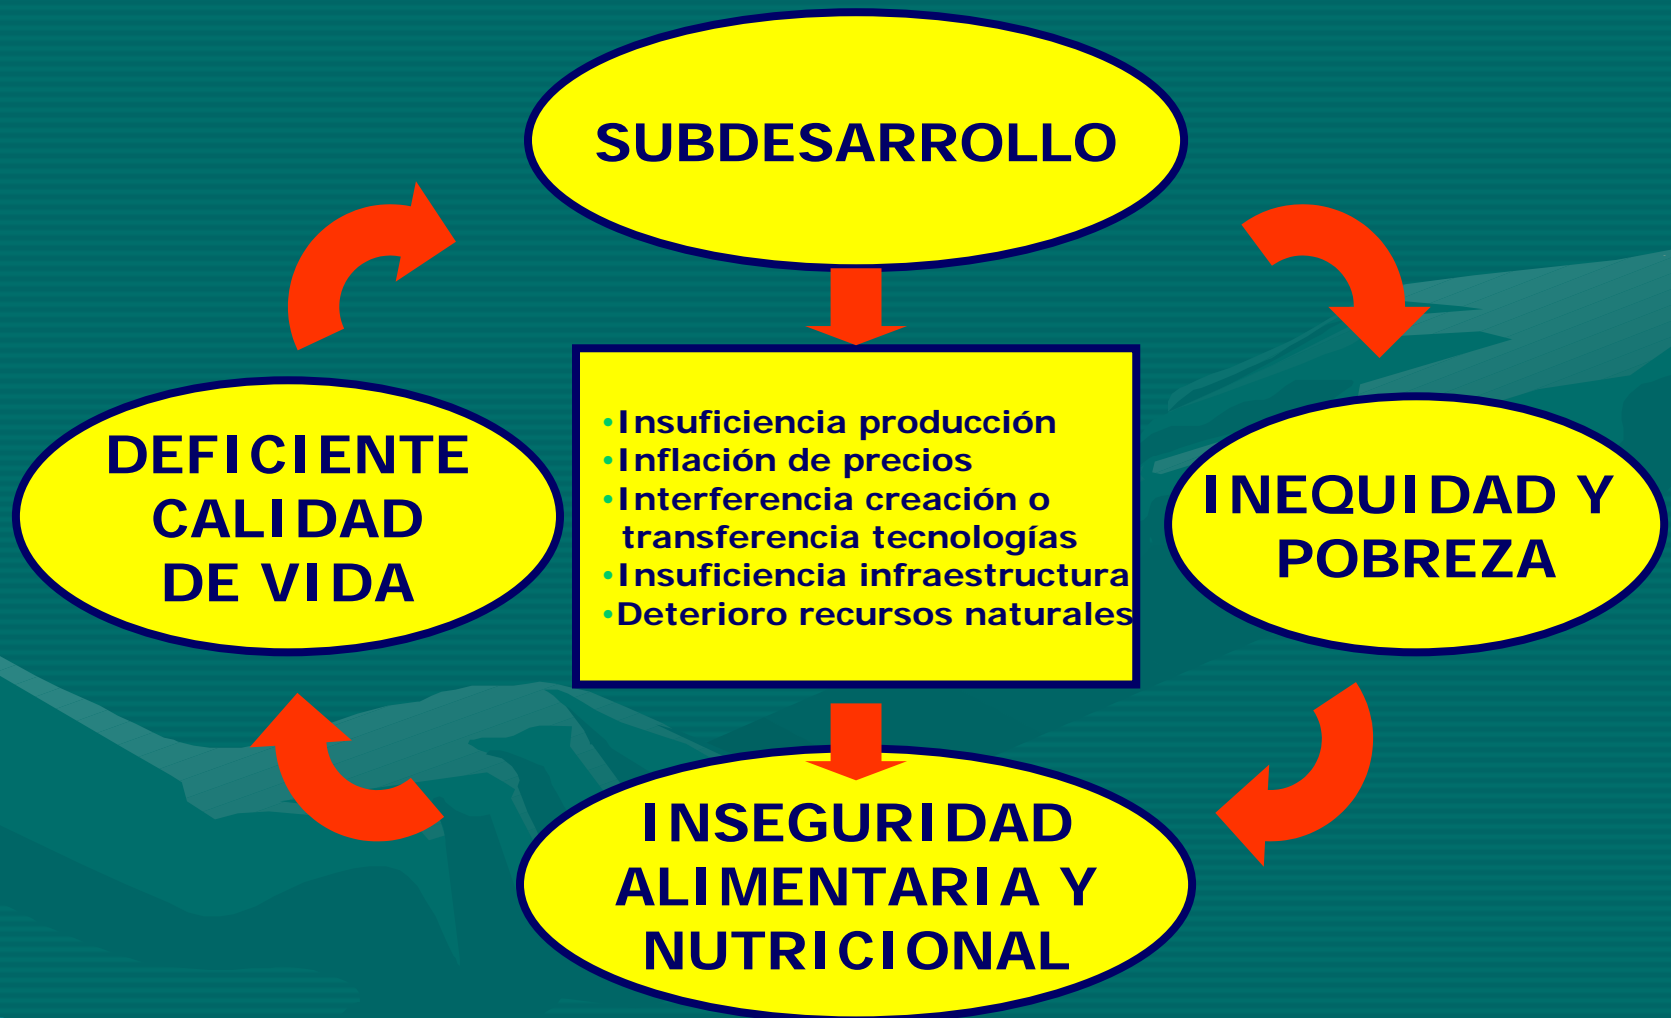 SUBDESARROLLO
DEFICIENTE
CALIDAD
DE VIDA
•Insuficiencia producción
•Inflación de precios
•Interferencia creación o
transferencia tecnologías
•Insuficiencia infraestructura
•Deterioro recursos naturales
INEQUIDAD Y
POBREZA
INSEGURIDAD
ALIMENTARIA Y
NUTRICIONAL